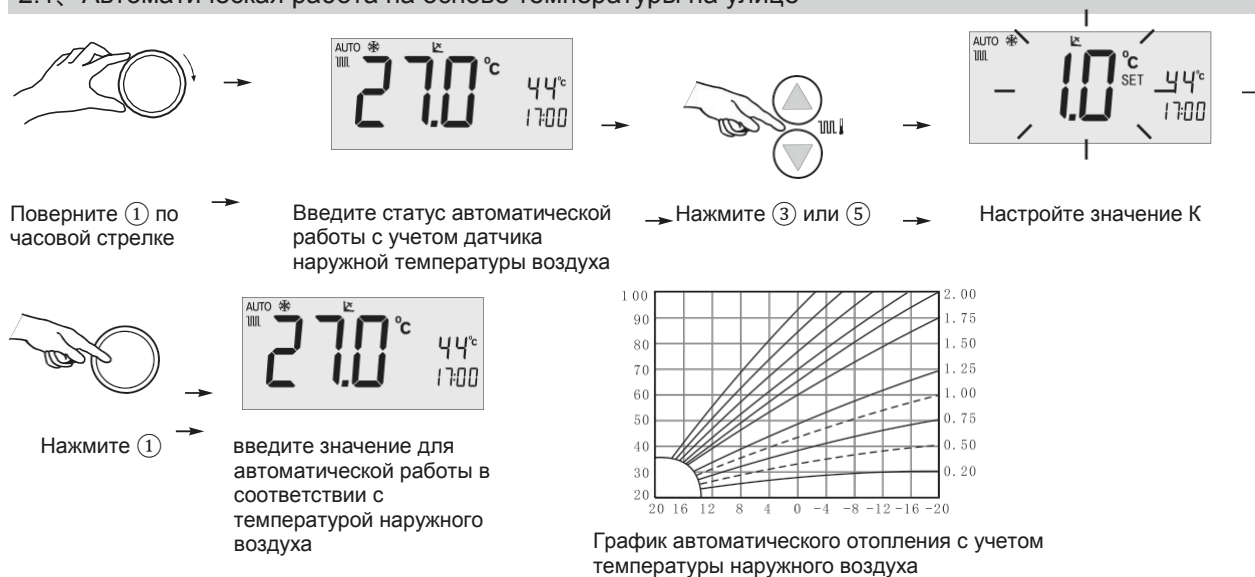 2.4、Автоматическая работа на основе температуры на улице
AUTO
27.0 °C
44°c
17:00
AUTO
1.0 °C
SET
44°c
17:00
Поверните ① по
часовой стрелке
Введите статус автоматической
работы с учетом датчика
наружной температуры воздуха
Нажмите ③ или ⑤
Настройте значение К
AUTO
27.0 °C
44°c
17:00
Нажмите ①
введите значение для
автоматической работы в
соответствии с
температурой наружного
воздуха
100
90
80
70
60
50
40
30
20
2.00
1.75
1.50
1.25
1.00
0.75
0.50
0.20
20 16 12 8 4 0 -4 -8 -12 -16 -20
График автоматического отопления с учетом
температуры наружного воздуха